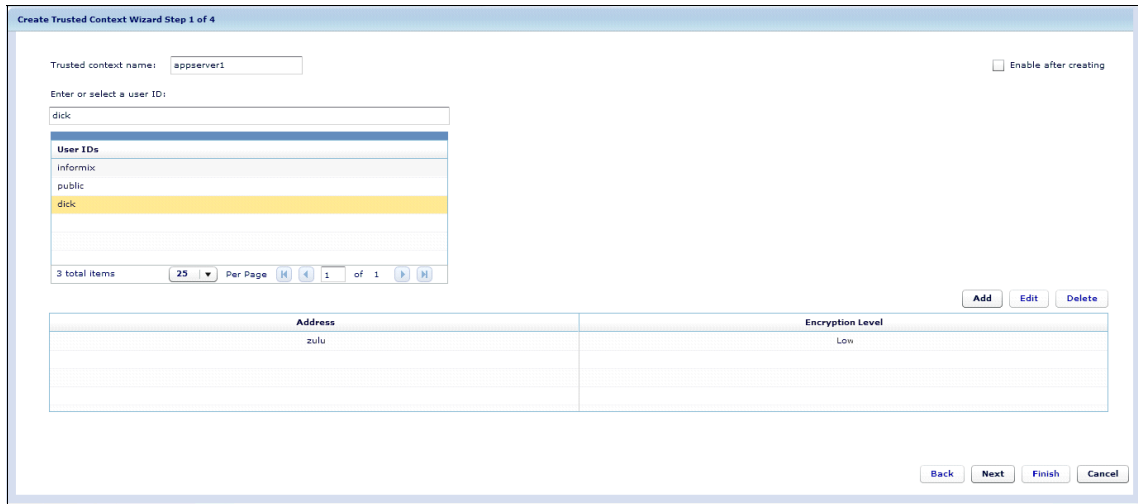 Create Trusted Context Wizard Step 1 of 4
Trusted context name: appserver1
Enable after creating
Enter or select a user ID:
dick
User IDs
informix
public
dick
3 total items 25 Per Page 1 of 1
Add Edit Delete
Address Encryption Level
zulu Low
Back Next Finish Cancel